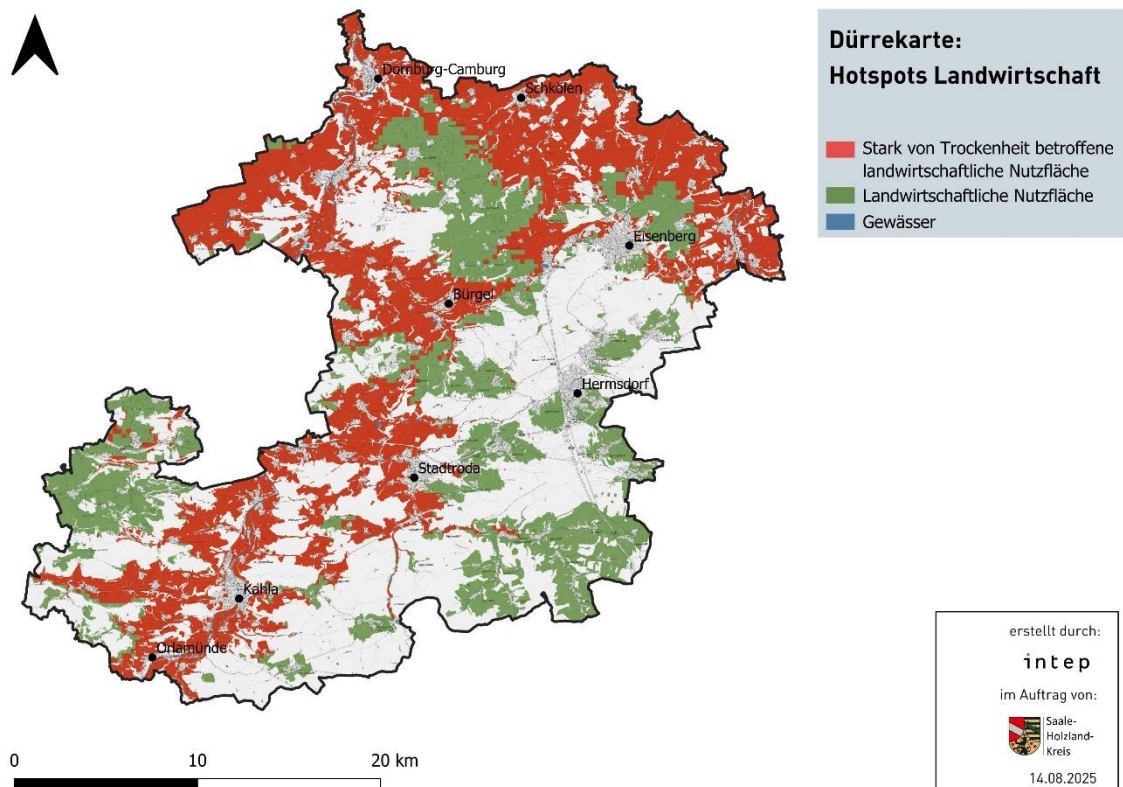 Dürrekarte:
Hotspots Landwirtschaft
Stark von Trockenheit betroffene
landwirtschaftliche Nutzfläche
Landwirtschaftliche Nutzfläche
Gewässer
Dornburg-Camburg
Schkölen
Eisenberg
Bürgel
Hermsdorf
Stadtroda
Kahla
Orlamünde
0 10 20 km
erstellt durch:
intep
im Auftrag von:
Saale-
Holzland-
Kreis
14.08.2025